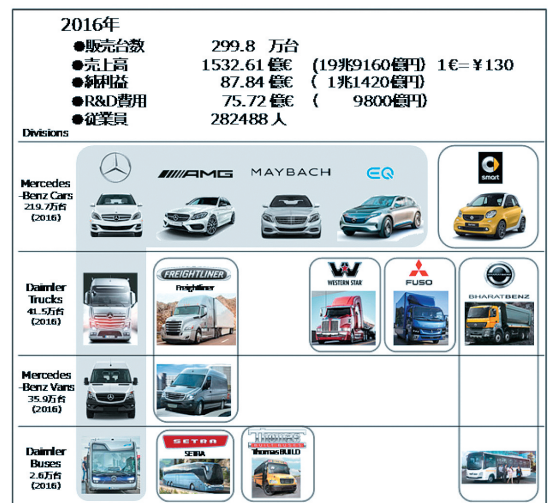 2016年
●販売台数 299.8 万台
●売上高 1532.61 億€ (19兆9160億円) 1€=¥130
●純利益 87.84 億€ ( 1兆1420億円)
●R&D費用 75.72 億€ ( 9800億円)
●従業員 282488 人
Divisions
AMG MAYBACH EQ smart
Mercedes
-Benz Cars
219.7万台
(2016)
FREIGHTLINER
Freightliner
WESTERN STAR
FUSO
BHARATBENZ
Daimler
Trucks
41.5万台
(2016)
Mercedes
-Benz Vans
35.9万台
(2016)
SETRA
SETRA
THOMAS
Thomas BUILD
Daimler
Buses
2.6万台
(2016)